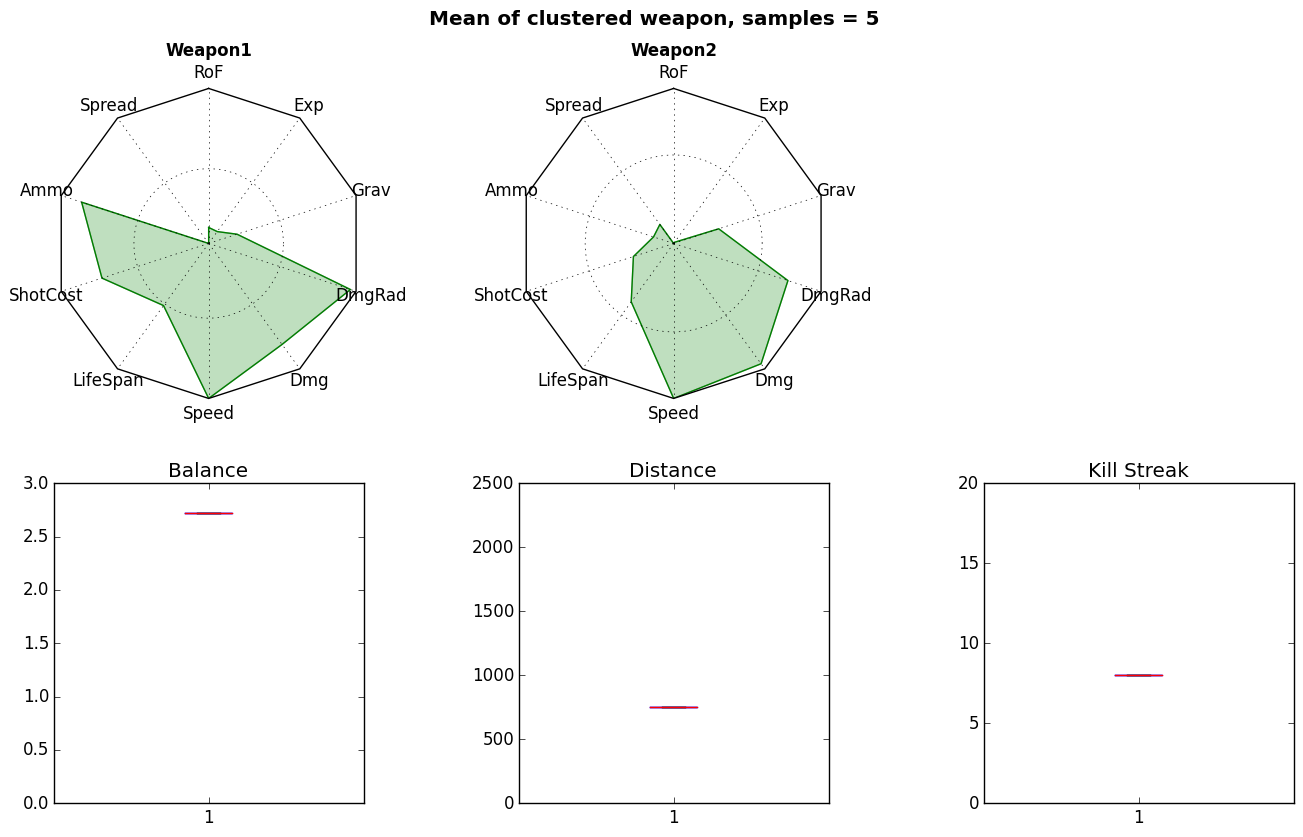 Mean of clustered weapon, samples = 5
Weapon1
RoF
Spread
Exp
Ammo
Grav
ShotCost
DmgRad
LifeSpan
Dmg
Speed
Weapon2
RoF
Spread
Exp
Ammo
Grav
ShotCost
DmgRad
LifeSpan
Dmg
Speed
Balance
3.0
2.5
2.0
1.5
1.0
0.5
0.0
1
Distance
2500
2000
1500
1000
500
0
1
Kill Streak
20
15
10
5
0
1